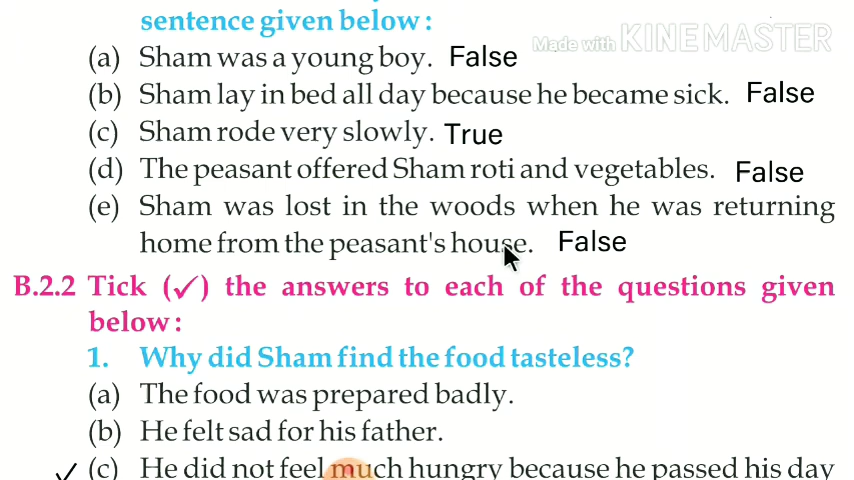 sentence given below :
Made with KINEMASTER
(a) Sham was a young boy. False
(b) Sham lay in bed all day because he became sick. False
(c) Sham rode very slowly. True
(d) The peasant offered Sham roti and vegetables. False
(e) Sham was lost in the woods when he was returning
home from the peasant's house. False
B.2.2 Tick (✓) the answers to each of the questions given
below :
1. Why did Sham find the food tasteless?
(a) The food was prepared badly.
(b) He felt sad for his father.
✓ (c) He did not feel much hungry because he passed his day